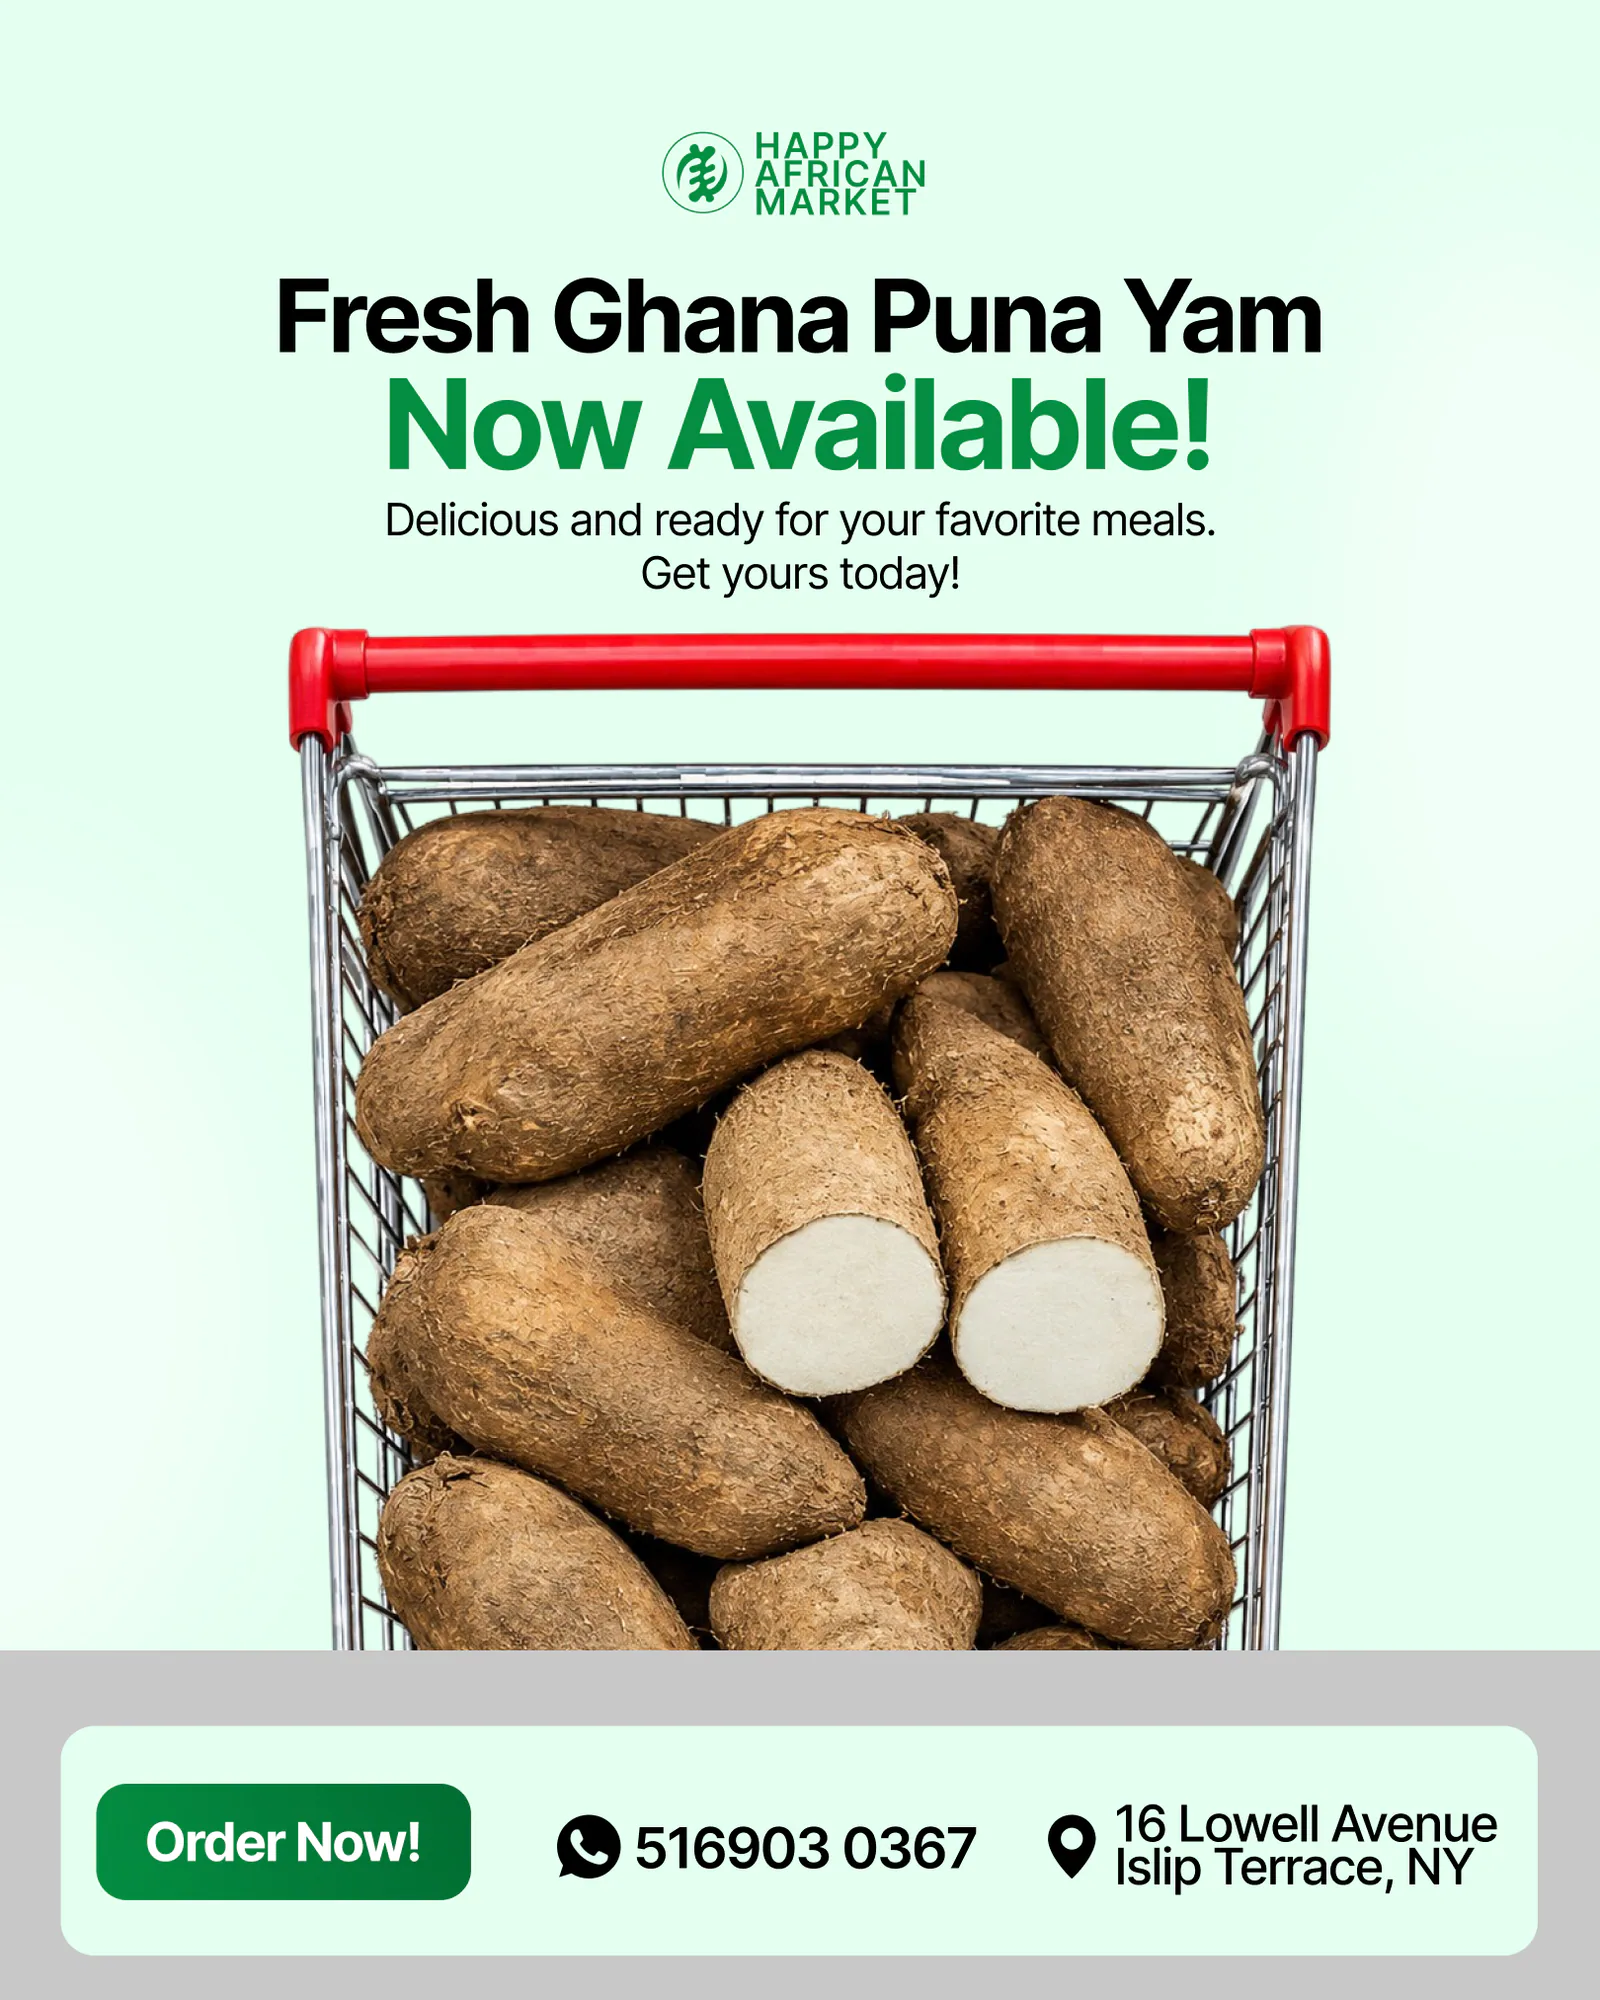 HAPPY
AFRICAN
MARKET
Fresh Ghana Puna Yam
Now Available!
Delicious and ready for your favorite meals.
Get yours today!
Order Now!
516903 0367
16 Lowell Avenue
Islip Terrace, NY